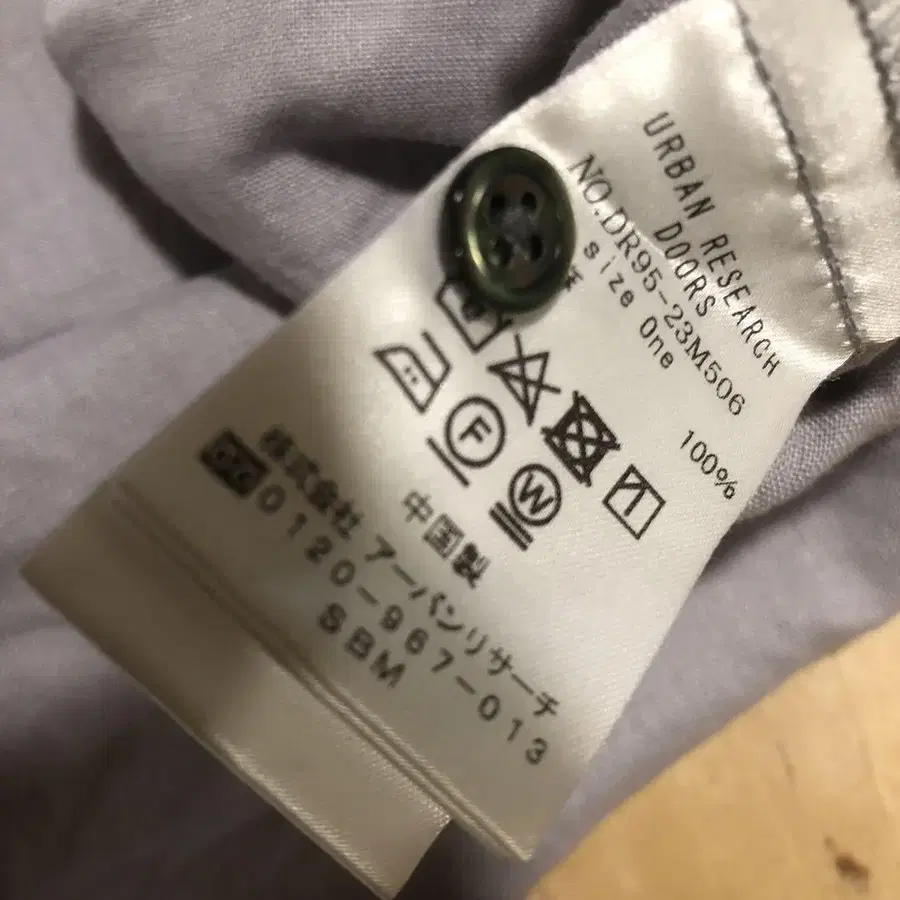 URBAN RESEARCH
DOORS
NO.DR95-23M506
size One
100%
F
W
中国製
株式会社 アーバンリサーチ
0120-967-013
SBM